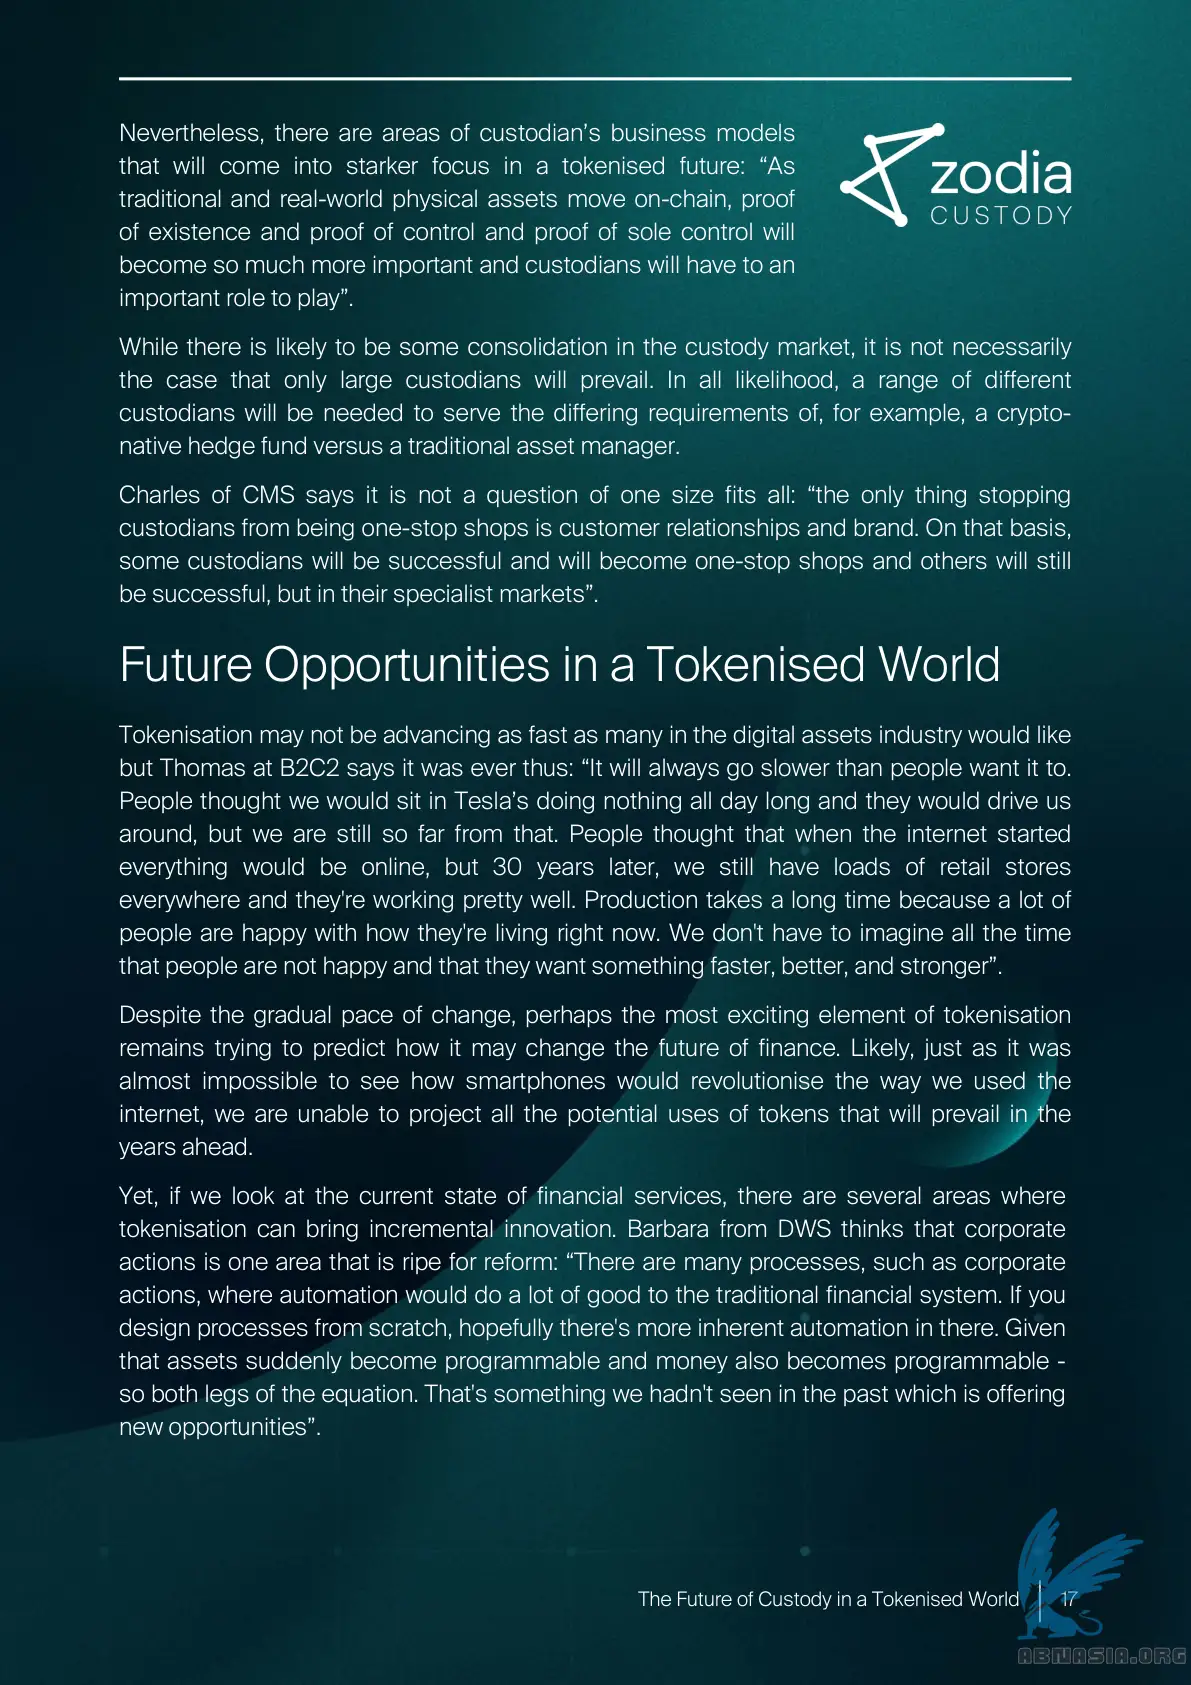 Nevertheless, there are areas of custodian’s business models
that will come into starker focus in a tokenised future: “As
traditional and real-world physical assets move on-chain, proof
of existence and proof of control and proof of sole control will
become so much more important and custodians will have to an
important role to play”.
zodia
CUSTODY
While there is likely to be some consolidation in the custody market, it is not necessarily
the case that only large custodians will prevail. In all likelihood, a range of different
custodians will be needed to serve the differing requirements of, for example, a crypto-
native hedge fund versus a traditional asset manager.
Charles of CMS says it is not a question of one size fits all: “the only thing stopping
custodians from being one-stop shops is customer relationships and brand. On that basis,
some custodians will be successful and will become one-stop shops and others will still
be successful, but in their specialist markets”.
Future Opportunities in a Tokenised World
Tokenisation may not be advancing as fast as many in the digital assets industry would like
but Thomas at B2C2 says it was ever thus: “It will always go slower than people want it to.
People thought we would sit in Tesla’s doing nothing all day long and they would drive us
around, but we are still so far from that. People thought that when the internet started
everything would be online, but 30 years later, we still have loads of retail stores
everywhere and they're working pretty well. Production takes a long time because a lot of
people are happy with how they're living right now. We don't have to imagine all the time
that people are not happy and that they want something faster, better, and stronger”.
Despite the gradual pace of change, perhaps the most exciting element of tokenisation
remains trying to predict how it may change the future of finance. Likely, just as it was
almost impossible to see how smartphones would revolutionise the way we used the
internet, we are unable to project all the potential uses of tokens that will prevail in the
years ahead.
Yet, if we look at the current state of financial services, there are several areas where
tokenisation can bring incremental innovation. Barbara from DWS thinks that corporate
actions is one area that is ripe for reform: “There are many processes, such as corporate
actions, where automation would do a lot of good to the traditional financial system. If you
design processes from scratch, hopefully there's more inherent automation in there. Given
that assets suddenly become programmable and money also becomes programmable -
so both legs of the equation. That's something we hadn't seen in the past which is offering
new opportunities”.
The Future of Custody in a Tokenised World 17
ABNASIA.ORG